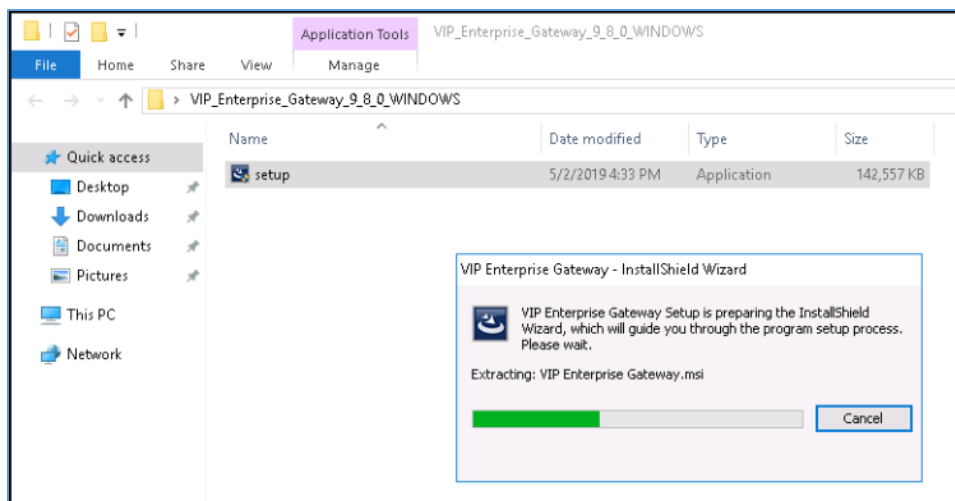 Application Tools VIP_Enterprise_Gateway_9_8_0_WINDOWS
File Home Share View Manage
VIP_Enterprise_Gateway_9_8_0_WINDOWS
Name Date modified Type Size
Quick access
setup 5/2/2019 4:33 PM Application 142,557 KB
Desktop
Downloads
Documents
Pictures
This PC
Network
VIP Enterprise Gateway - InstallShield Wizard
VIP Enterprise Gateway Setup is preparing the InstallShield
Wizard, which will guide you through the program setup process.
Please wait.
Extracting: VIP Enterprise Gateway.msi
Cancel